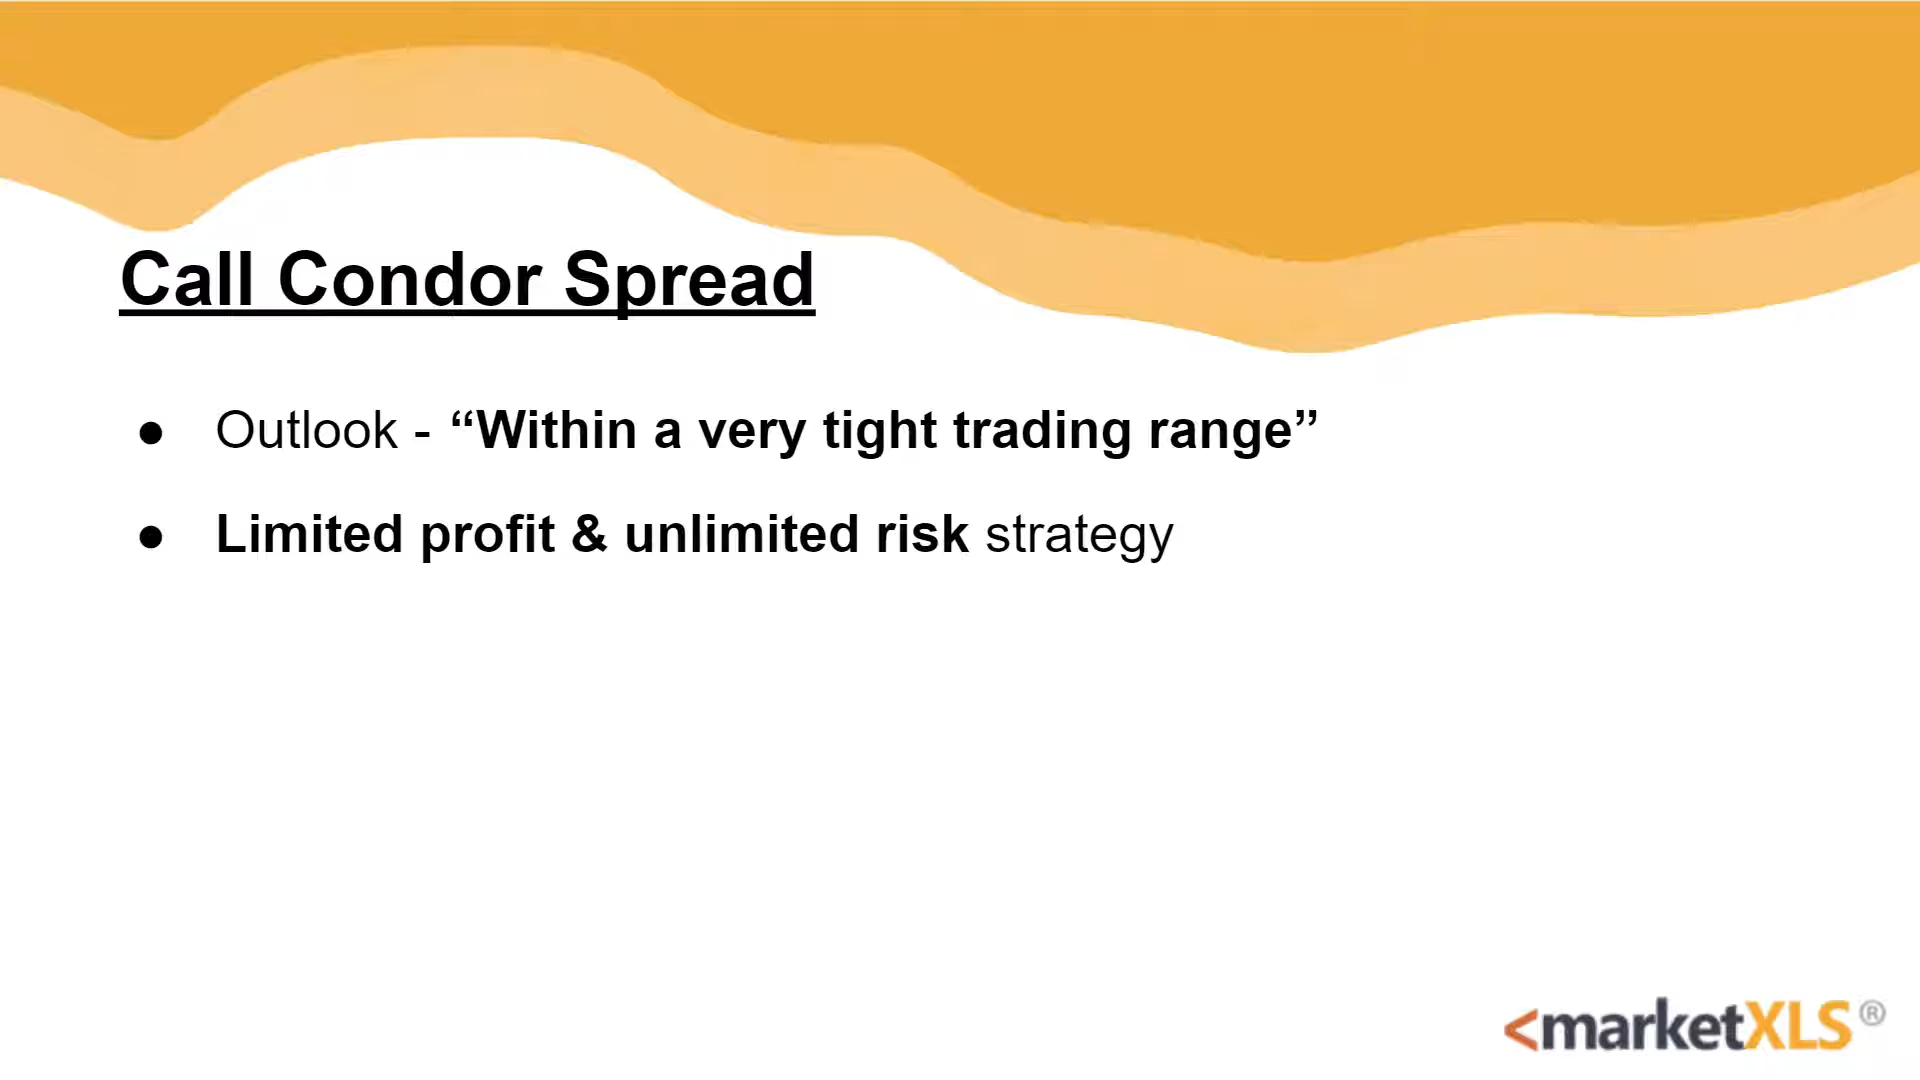 Call Condor Spread
● Outlook - “Within a very tight trading range”
● Limited profit & unlimited risk strategy
<marketXLS®